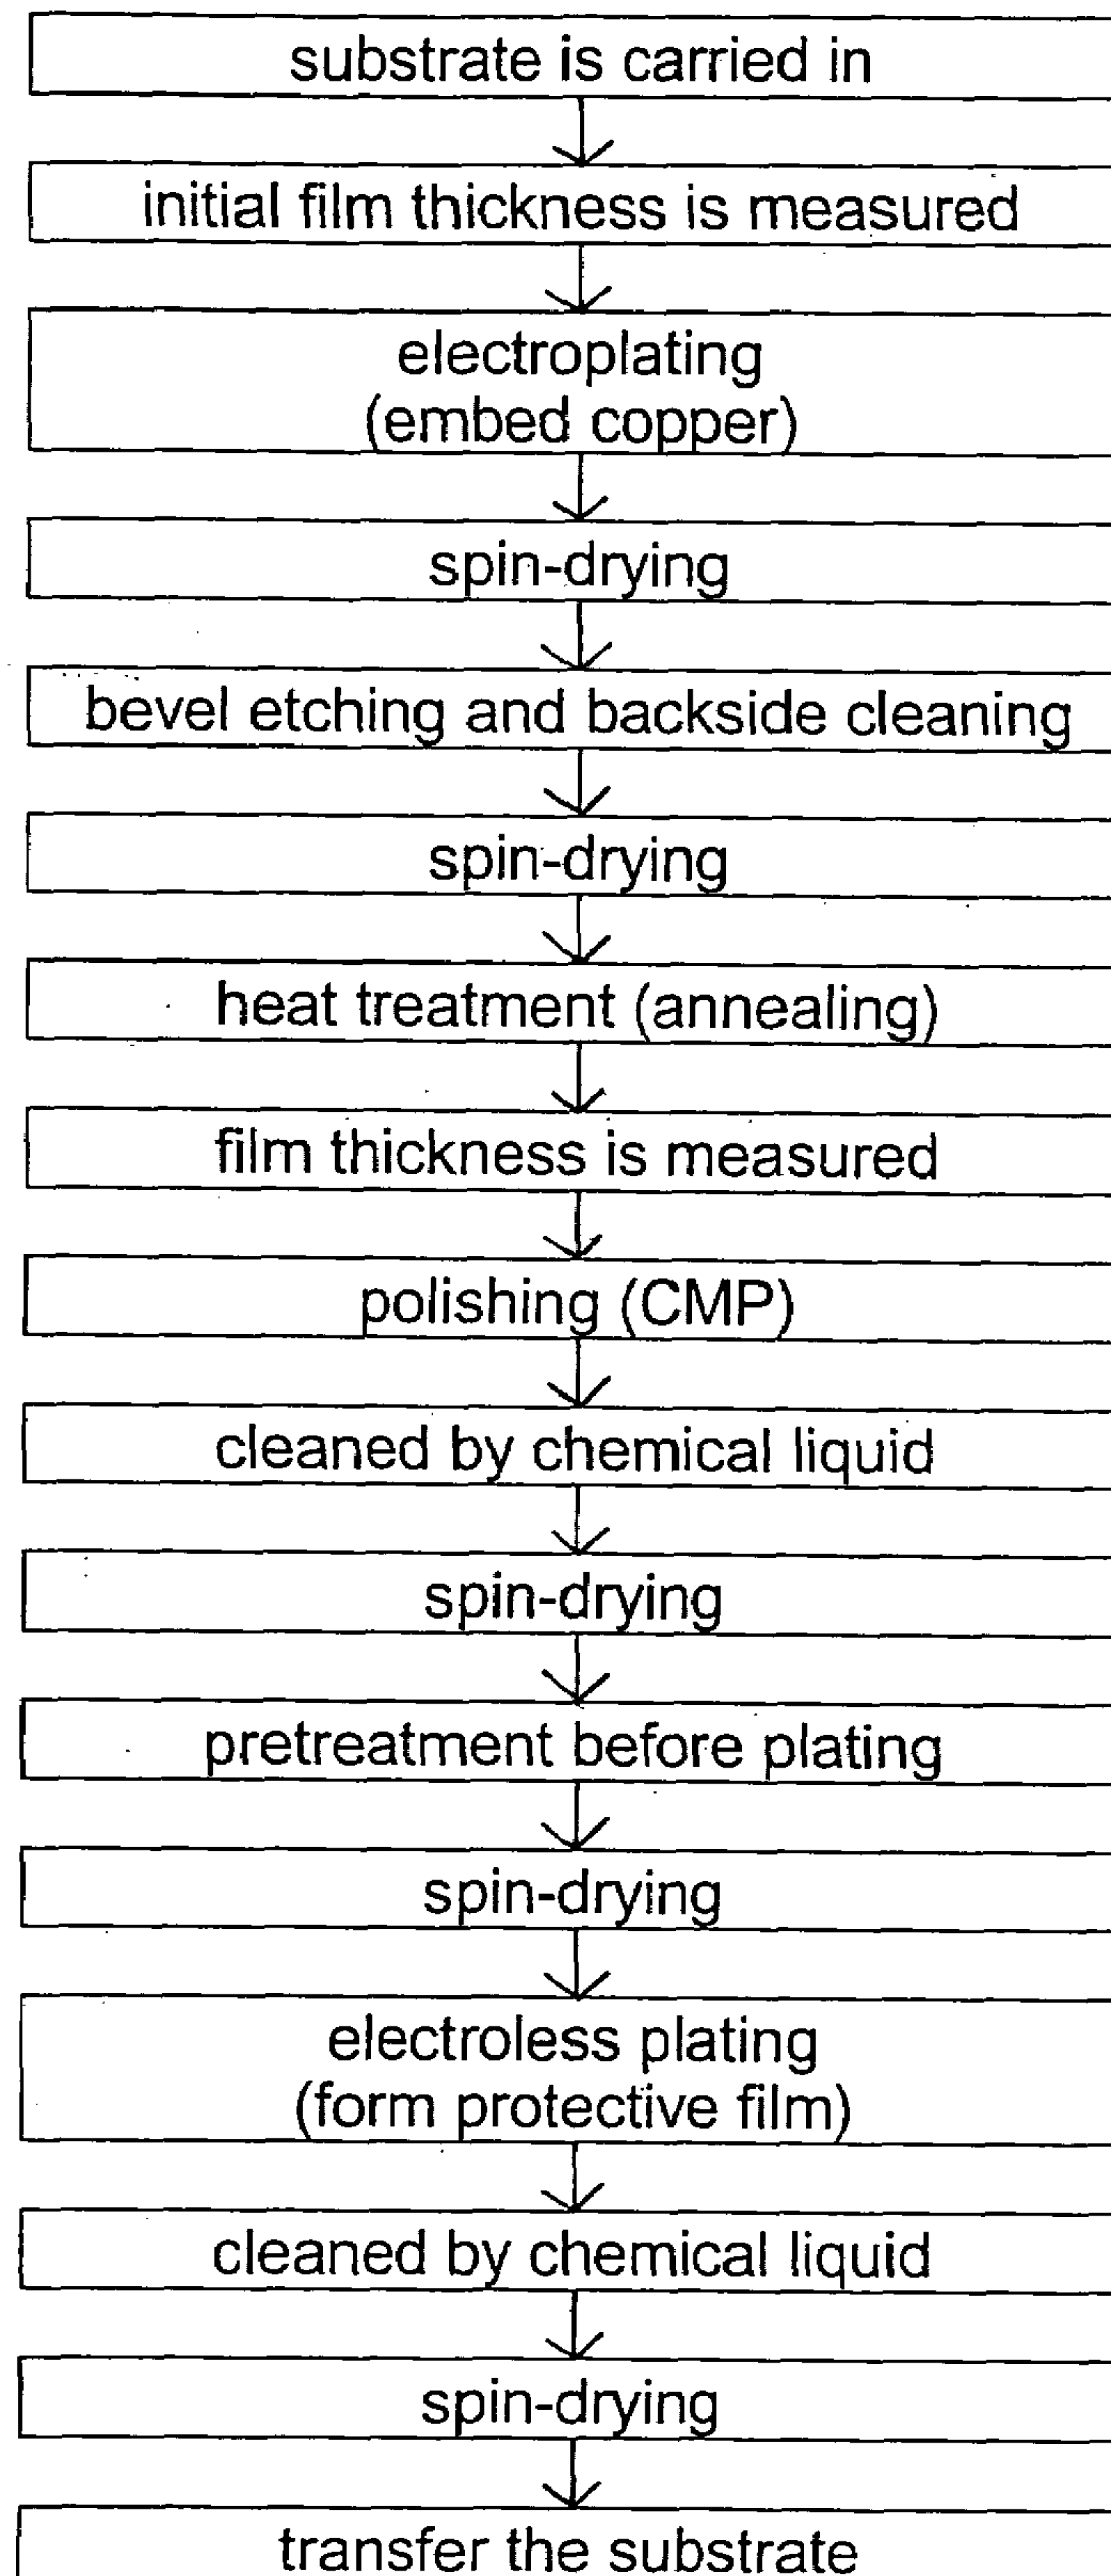 substrate is carried in
initial film thickness is measured
electroplating
(embed copper)
spin-drying
bevel etching and backside cleaning
spin-drying
heat treatment (annealing)
film thickness is measured
polishing (CMP)
cleaned by chemical liquid
spin-drying
pretreatment before plating
spin-drying
electroless plating
(form protective film)
cleaned by chemical liquid
spin-drying
transfer the substrate